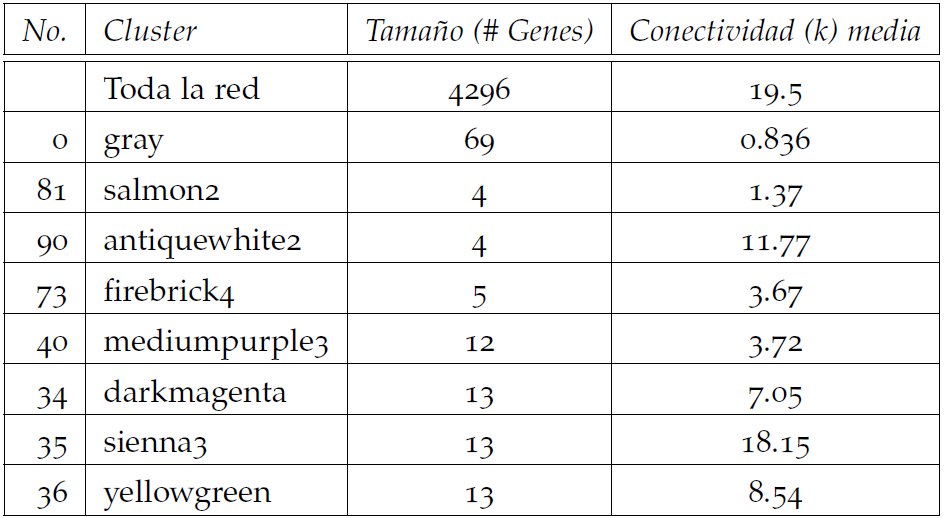 No. Cluster Tamaño (# Genes) Conectividad (k) media
Toda la red 4296 19.5
0 gray 69 0.836
81 salmon2 4 1.37
90 antiquewhite2 4 11.77
73 firebrick4 5 3.67
40 mediumpurple3 12 3.72
34 darkmagenta 13 7.05
35 sienna3 13 18.15
36 yellowgreen 13 8.54